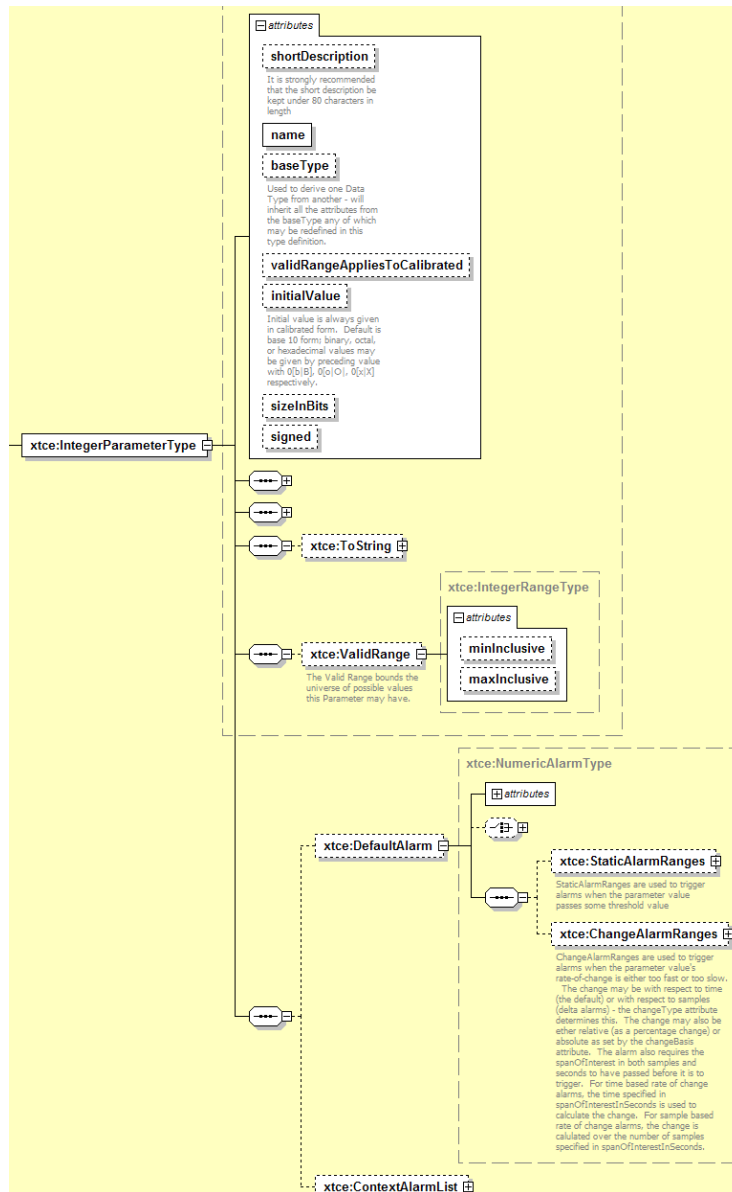 attributes
shortDescription
It is strongly recommended
that the short description be
kept under 80 characters in
length
name
baseType
Used to derive one Data
Type from another - will
inherit all the attributes from
the baseType any of which
may be redefined in this
type definition.
validRangeAppliesToCalibrated
initialValue
Initial value is always given
in calibrated form.  Default is
base 10 form; binary, octal,
or hexadecimal values may
be given by preceding value
with 0[b|B], 0[o|O|, 0[x|X]
respectively.
sizeInBits
signed
xtce:IntegerParameterType
xtce:ToString
xtce:IntegerRangeType
attributes
xtce:ValidRange
minInclusive
maxInclusive
The Valid Range bounds the
universe of possible values
this Parameter may have.
xtce:NumericAlarmType
attributes
xtce:DefaultAlarm
xtce:StaticAlarmRanges
StaticAlarmRanges are used to trigger
alarms when the parameter value
passes some threshold value
xtce:ChangeAlarmRanges
ChangeAlarmRanges are used to trigger
alarms when the parameter value's
rate-of-change is either too fast or too slow.
The change may be with respect to time
(the default) or with respect to samples
(delta alarms) - the changeType attribute
determines this.  The change may also be
ether relative (as a percentage change) or
absolute as set by the changeBasis
attribute.  The alarm also requires the
spanOfInterest in both samples and
seconds to have passed before it is to
trigger.  For time based rate of change
alarms, the time specified in
spanOfInterestInSeconds is used to
calculate the change.  For sample based
rate of change alarms, the change is
calulated over the number of samples
specified in spanOfInterestInSeconds.
xtce:ContextAlarmList